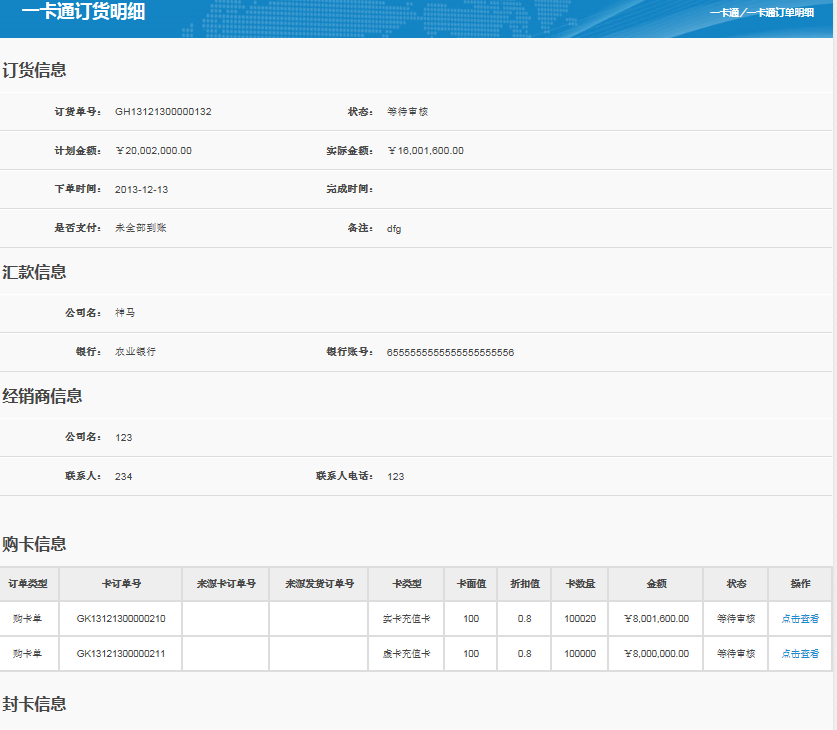 一卡通订货明细
一卡通／一卡通订单明细
订货信息
订货单号： GH13121300000132 状态： 等待审核
计划金额： ￥20,002,000.00 实际金额： ￥16,001,600.00
下单时间： 2013-12-13 完成时间：
是否支付： 未全部到账 备注： dfg
汇款信息
公司名： 神马
银行： 农业银行 银行账号： 6555555555555555555556
经销商信息
公司名： 123
联系人： 234 联系人电话： 123
购卡信息
订单类型 卡订单号 来源卡订单号 来源发货订单号 卡类型 卡面值 折扣值 卡数量 金额 状态 操作
购卡单 GK13121300000210 实卡充值卡 100 0.8 100020 ￥8,001,600.00 等待审核 点击查看
购卡单 GK13121300000211 虚卡充值卡 100 0.8 100000 ￥8,000,000.00 等待审核 点击查看
封卡信息